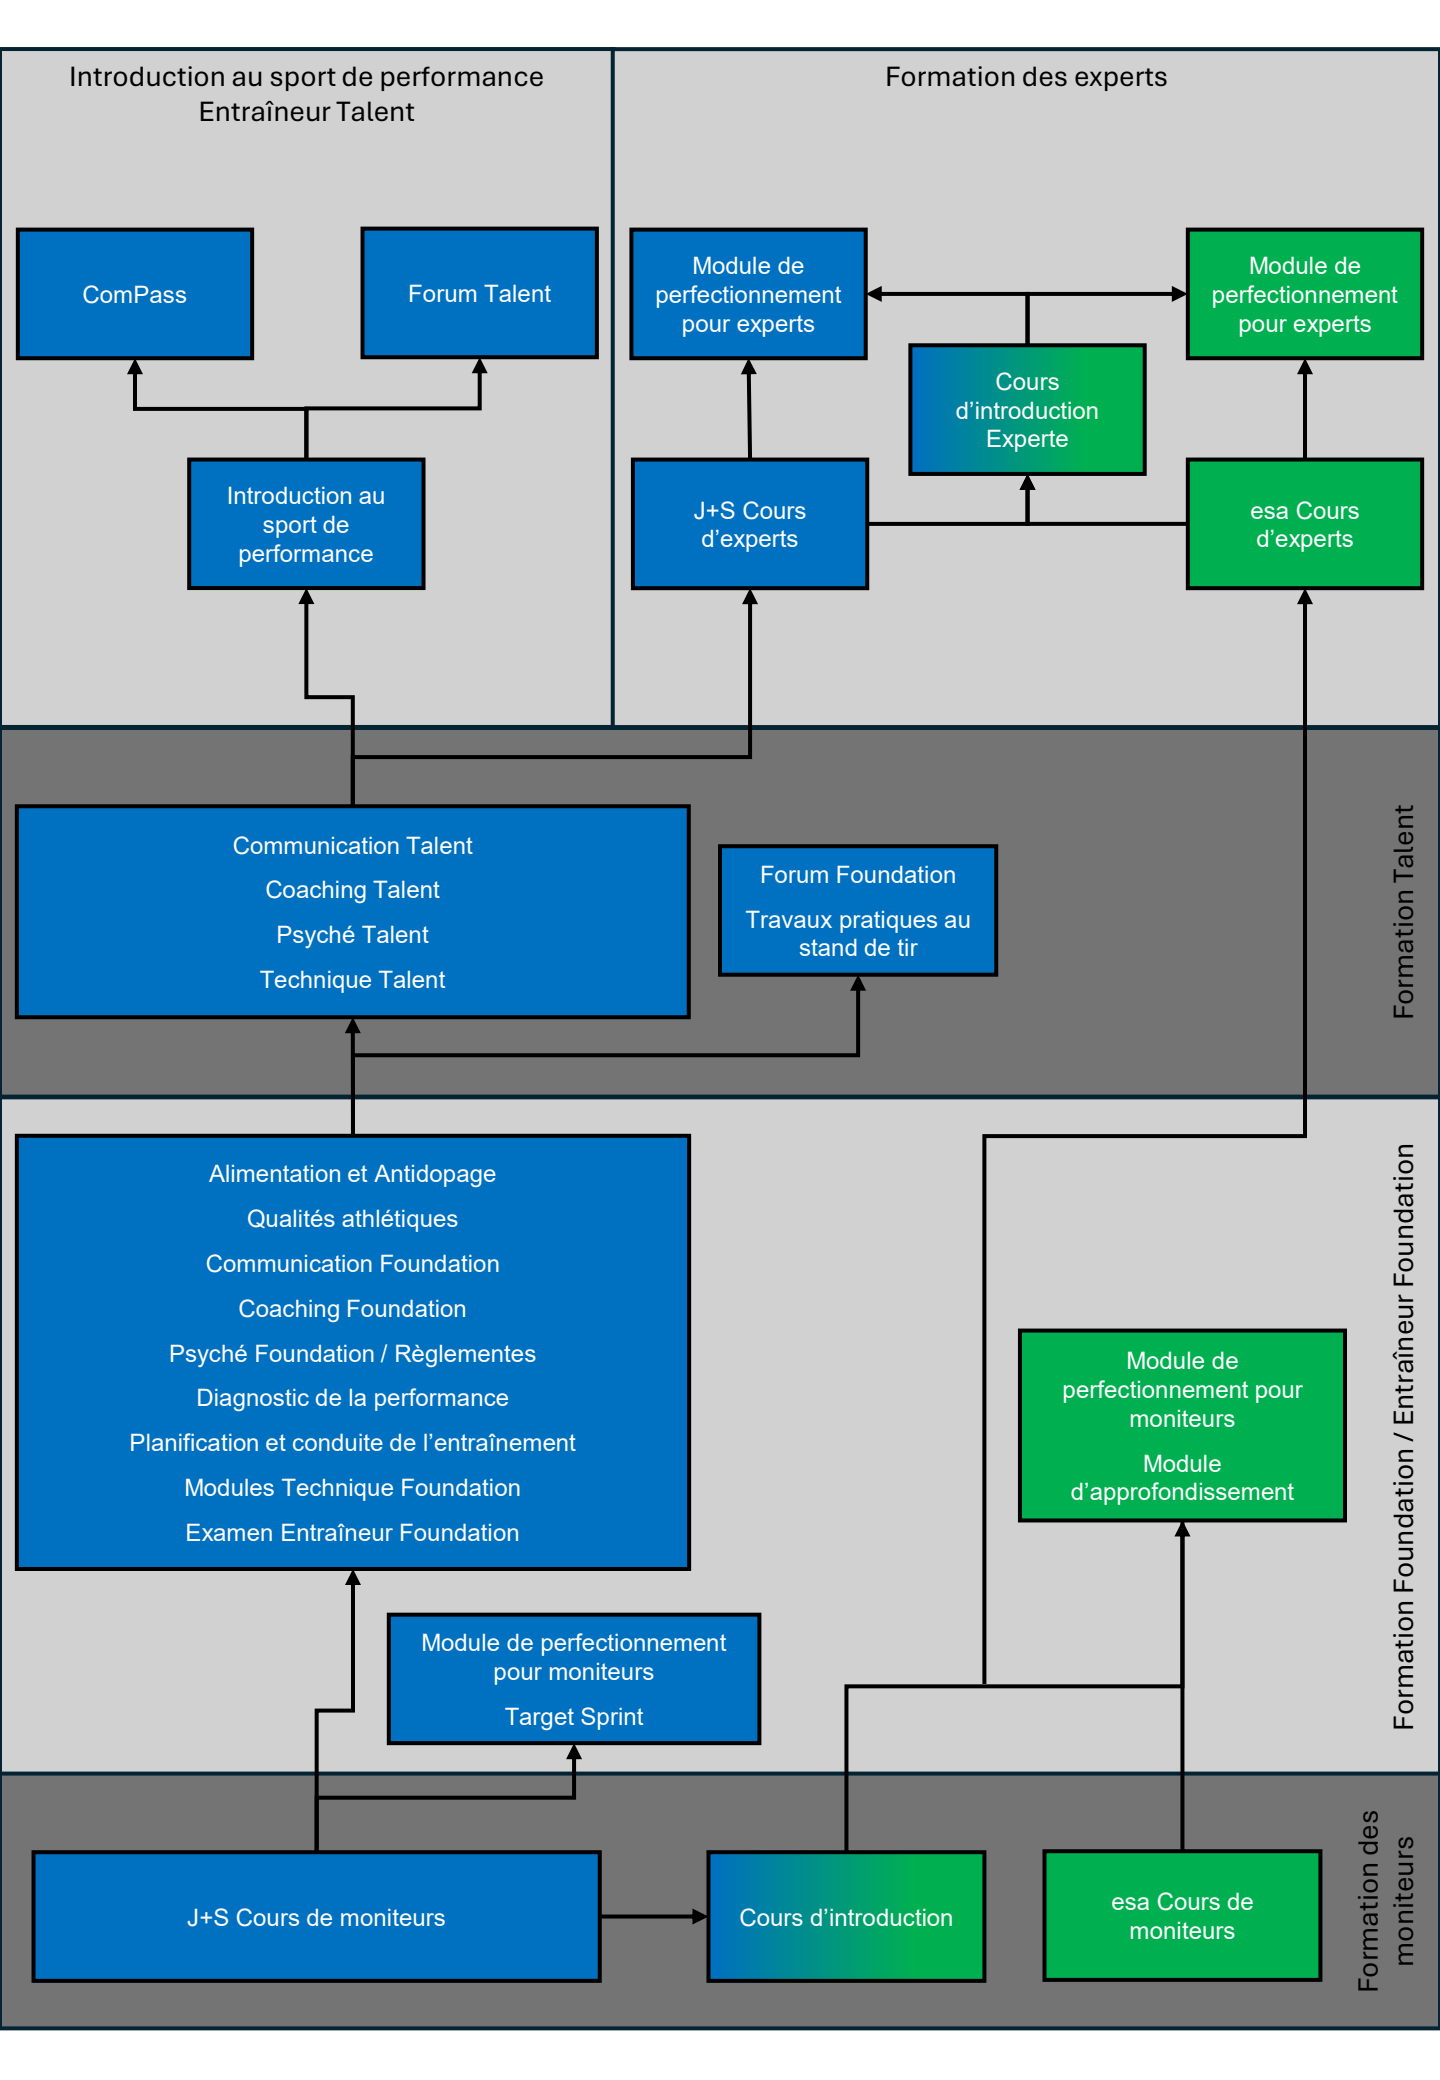 Introduction au sport de performance
Entraîneur Talent
Formation des experts
ComPass
Forum Talent
Module de
perfectionnement
pour experts
Module de
perfectionnement
pour experts
Cours
d’introduction
Experte
Introduction au
sport de
performance
J+S Cours
d’experts
esa Cours
d’experts
Communication Talent
Coaching Talent
Psyché Talent
Technique Talent
Forum Foundation
Travaux pratiques au
stand de tir
Formation Talent
Alimentation et Antidopage
Qualités athlétiques
Communication Foundation
Coaching Foundation
Psyché Foundation / Règlementes
Diagnostic de la performance
Planification et conduite de l’entraînement
Modules Technique Foundation
Examen Entraîneur Foundation
Module de
perfectionnement pour
moniteurs
Module
d’approfondissement
Formation Foundation / Entraîneur Foundation
Module de perfectionnement
pour moniteurs
Target Sprint
J+S Cours de moniteurs
Cours d’introduction
esa Cours de
moniteurs
Formation des
moniteurs